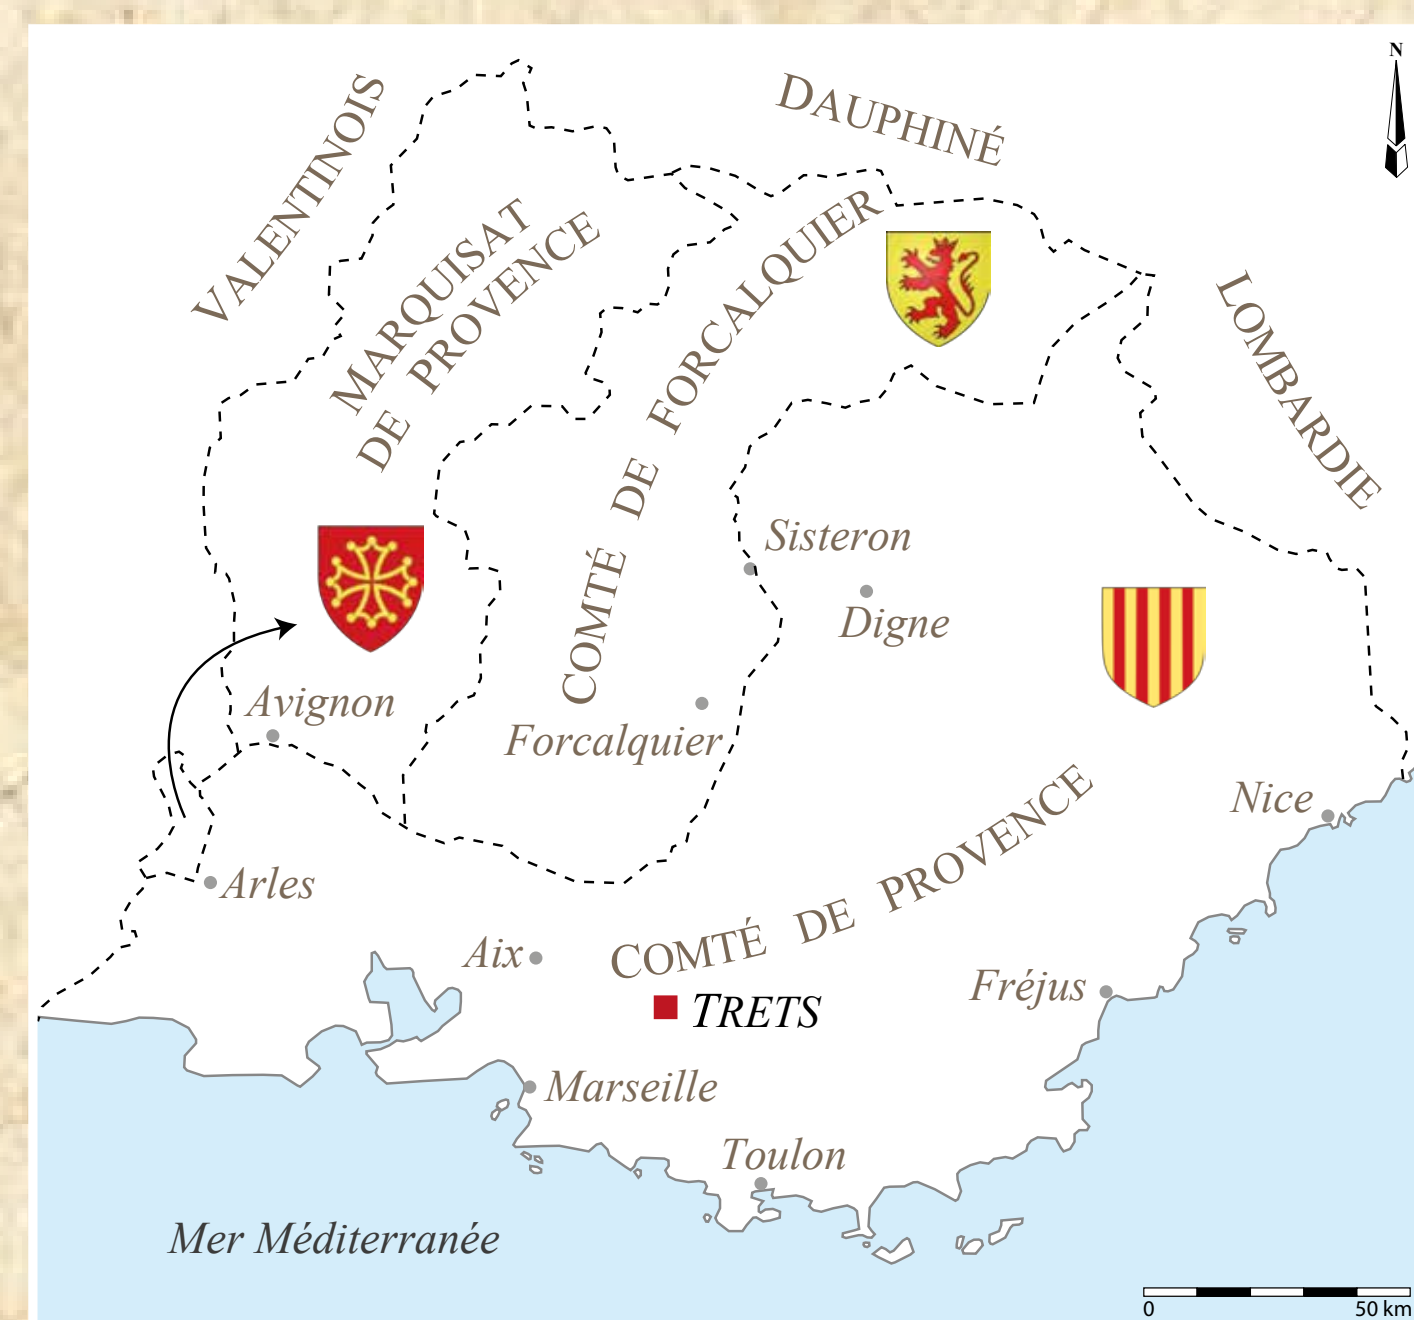 N
VALENTINOIS
DAUPHINÉ
MARQUISAT
DE PROVENCE
COMTÉ DE FORCALQUIER
LOMBARDIE
Sisteron
Digne
Avignon
Forcalquier
Nice
Arles
COMTÉ DE PROVENCE
Aix
Fréjus
TRETS
Marseille
Toulon
Mer Méditerranée
0 50 km